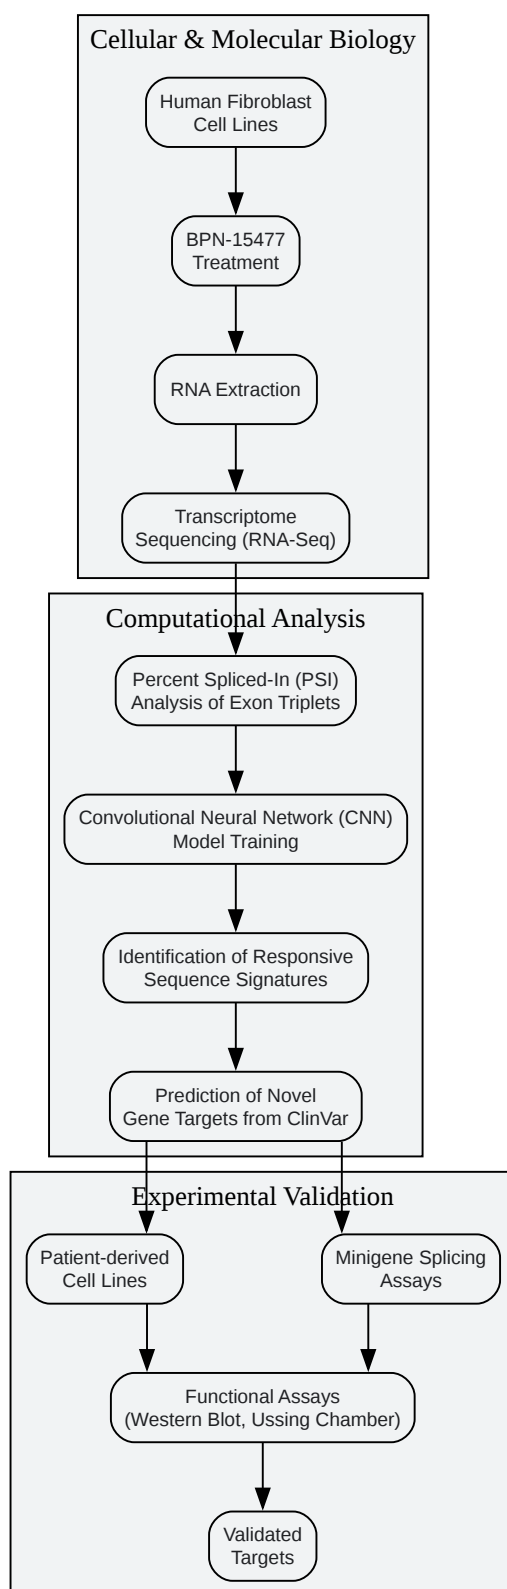 Cellular & Molecular Biology
Human Fibroblast
Cell Lines
BPN-15477
Treatment
RNA Extraction
Transcriptome
Sequencing (RNA-Seq)
Computational Analysis
Percent Spliced-In (PSI)
Analysis of Exon Triplets
Convolutional Neural Network (CNN)
Model Training
Identification of Responsive
Sequence Signatures
Prediction of Novel
Gene Targets from ClinVar
Experimental Validation
Patient-derived
Cell Lines
Minigene Splicing
Assays
Functional Assays
(Western Blot, Ussing Chamber)
Validated
Targets